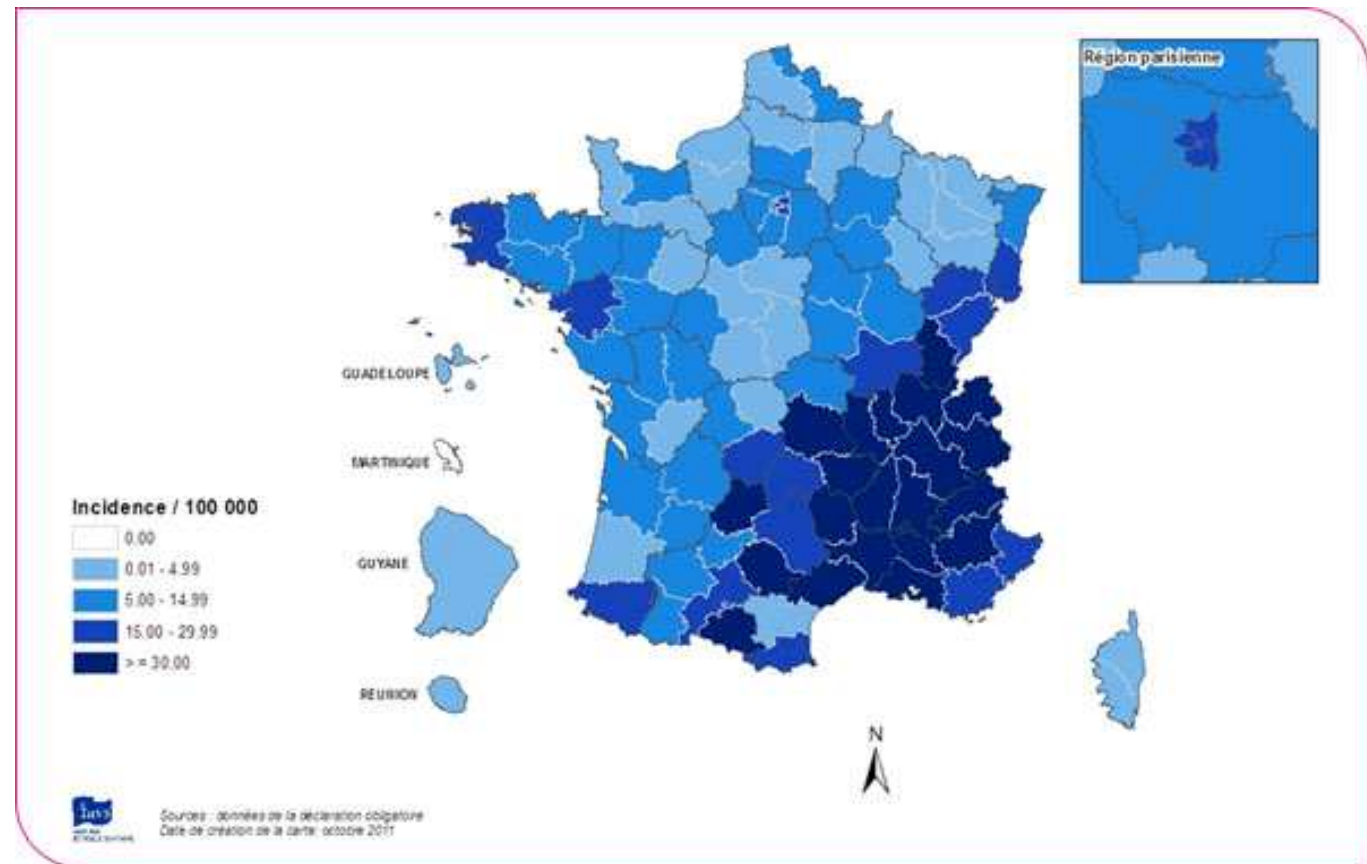 Région parisienne
GUADELOUPE
MARTINIQUE
Incidence / 100 000
0.00
0.01 - 4.99
5.00 - 14.99
15.00 - 29.99
> = 30.00
GUYANE
REUNION
N
InVS
Sources : données de la déclaration obligatoire
Date de création de la carte: octobre 2011